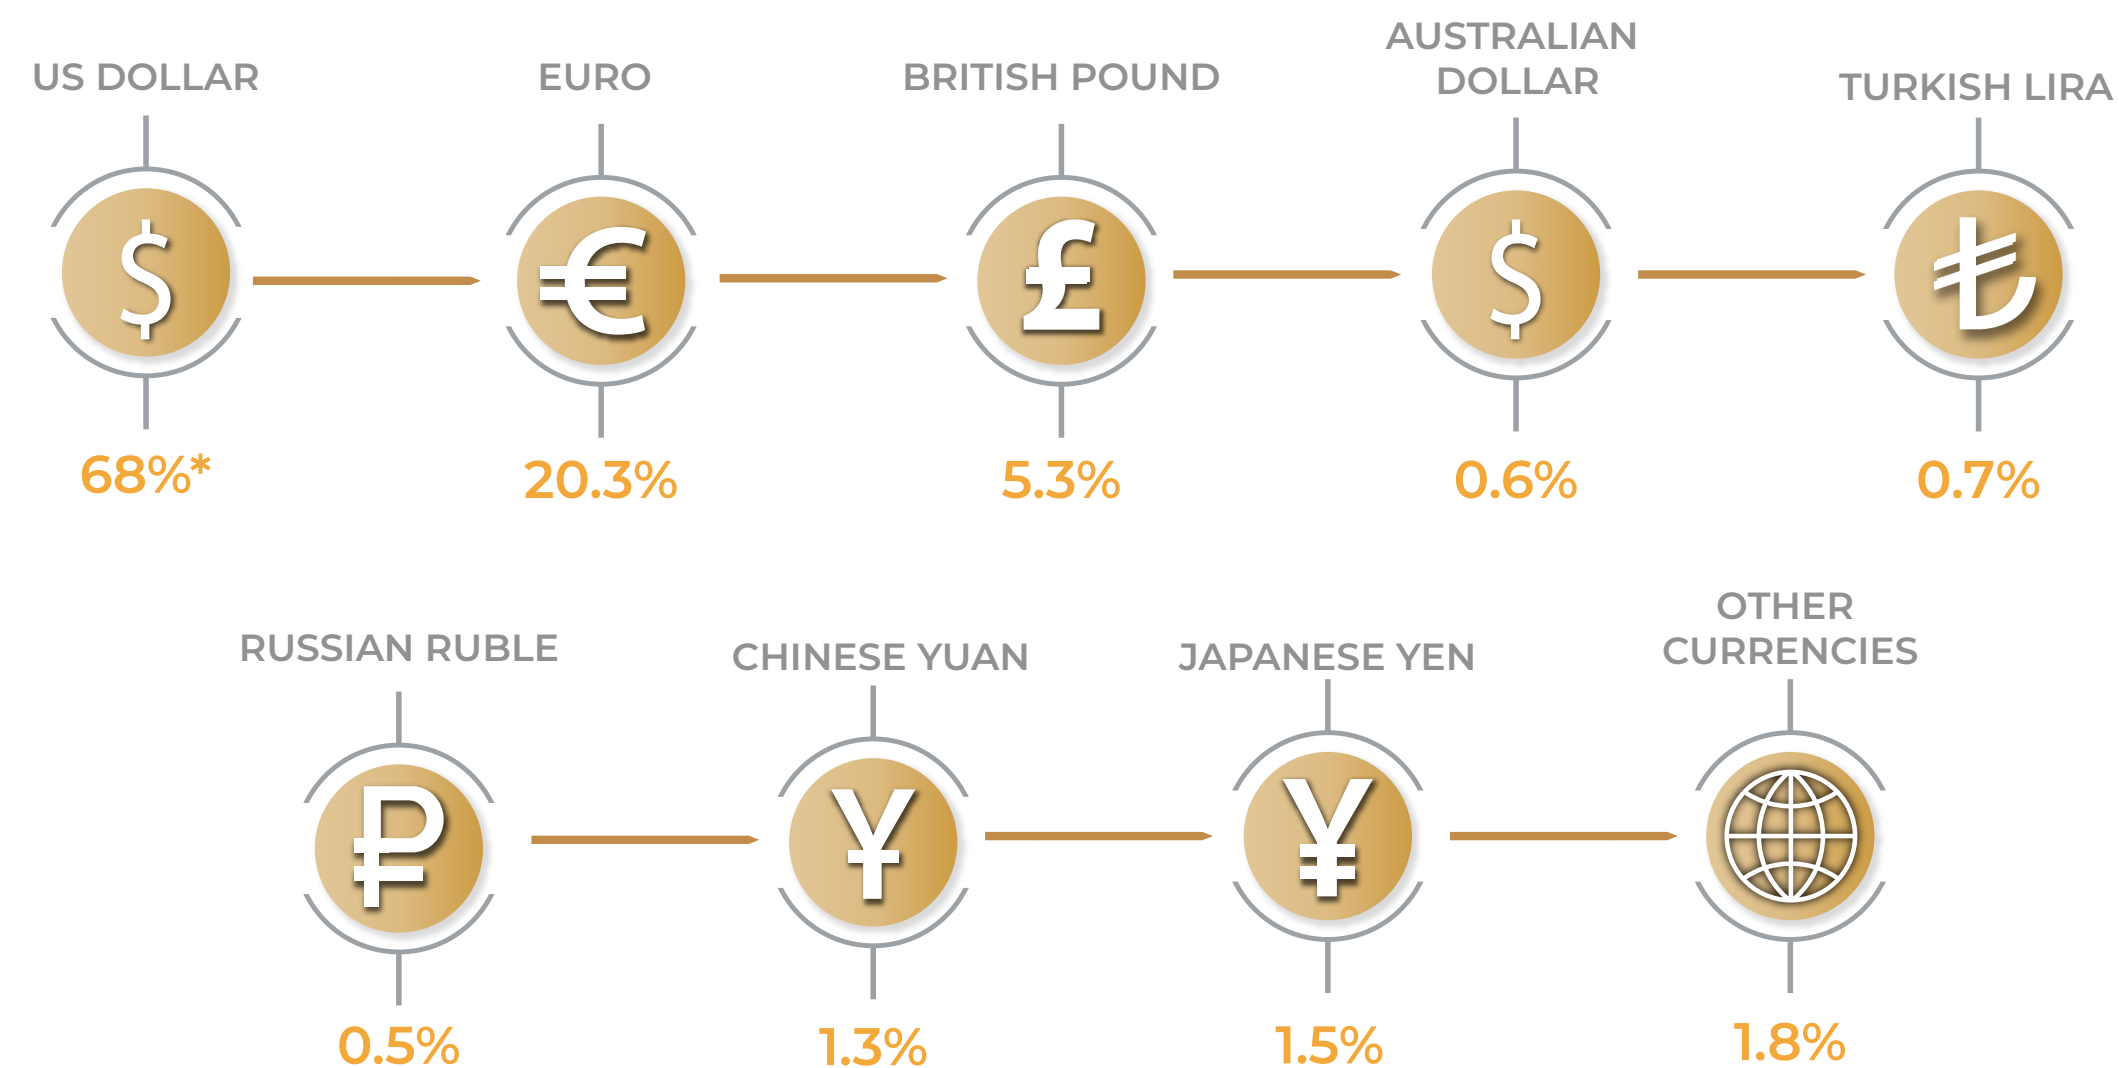 US DOLLAR
EURO
BRITISH POUND
AUSTRALIAN
DOLLAR
TURKISH LIRA
$
€
£
$
₺
68%*
20.3%
5.3%
0.6%
0.7%
RUSSIAN RUBLE
CHINESE YUAN
JAPANESE YEN
OTHER
CURRENCIES
₽
Ұ
¥
0.5%
1.3%
1.5%
1.8%